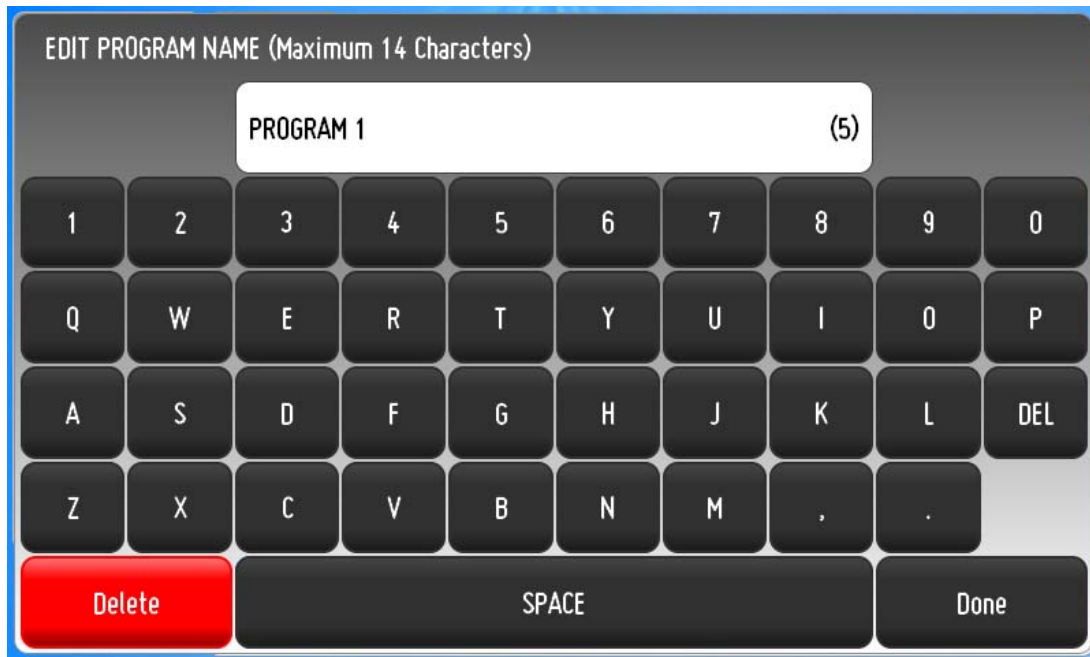 EDIT PROGRAM NAME (Maximum 14 Characters)
PROGRAM 1 (5)
1 2 3 4 5 6 7 8 9 0
Q W E R T Y U I O P
A S D F G H J K L DEL
Z X C V B N M , .
Delete SPACE Done